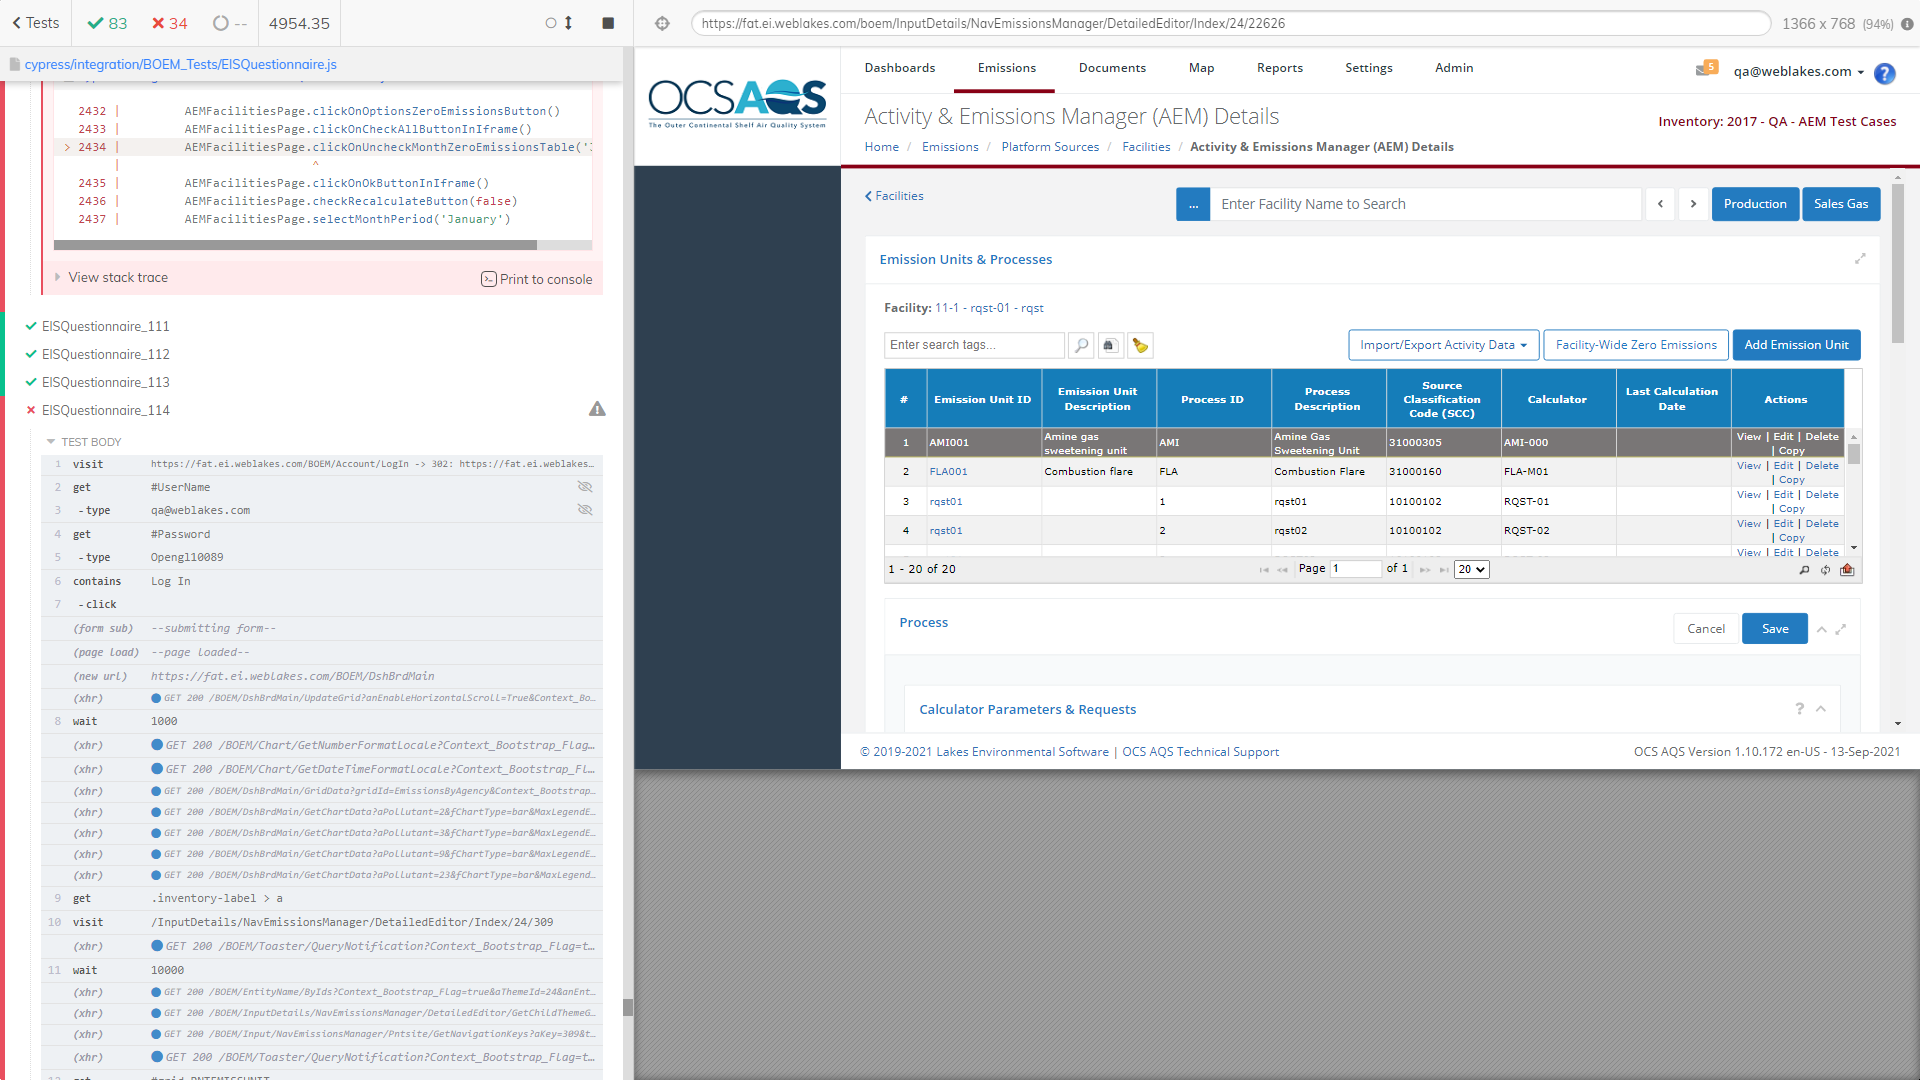 Tests
83
34
--
4954.35
cypress/integration/BOEM_Tests/EISQuestionnaire.js
2432 | AEMFacilitiesPage.clickOnOptionsZeroEmissionsButton()
2433 | AEMFacilitiesPage.clickOnCheckAllButtonInIframe()
> 2434 | AEMFacilitiesPage.clickOnUncheckMonthZeroEmissionsTable('
| ^
2435 | AEMFacilitiesPage.clickOnOkButtonInIframe()
2436 | AEMFacilitiesPage.checkRecalculateButton(false)
2437 | AEMFacilitiesPage.selectMonthPeriod('January')
View stack trace
Print to console
EISQuestionnaire_111
EISQuestionnaire_112
EISQuestionnaire_113
EISQuestionnaire_114
TEST BODY
1 visit https://fat.ei.weblakes.com/BOEM/Account/LogIn -> 302: https://fat.ei.weblakes...
2 get #UserName
3 -type qa@weblakes.com
4 get #Password
5 -type Opengl10089
6 contains Log In
7 -click
(form sub) --submitting form--
(page load) --page loaded--
(new url) https://fat.ei.weblakes.com/BOEM/DshBrdMain
(xhr) GET 200 /BOEM/DshBrdMain/UpdateGrid?anEnableHorizontalScroll=True&Context_Bo...
8 wait 1000
(xhr) GET 200 /BOEM/Chart/GetNumberFormatLocale?Context_Bootstrap_Flag...
(xhr) GET 200 /BOEM/Chart/GetDateTimeFormatLocale?Context_Bootstrap_Fl...
(xhr) GET 200 /BOEM/DshBrdMain/GridData?gridId=EmissionsByAgency&Context_Bootstrap...
(xhr) GET 200 /BOEM/DshBrdMain/GetChartData?aPollutant=2&fChartType=bar&MaxLegendE...
(xhr) GET 200 /BOEM/DshBrdMain/GetChartData?aPollutant=3&fChartType=bar&MaxLegendE...
(xhr) GET 200 /BOEM/DshBrdMain/GetChartData?aPollutant=9&fChartType=bar&MaxLegendE...
(xhr) GET 200 /BOEM/DshBrdMain/GetChartData?aPollutant=23&fChartType=bar&MaxLegend...
9 get .inventory-label > a
10 visit /InputDetails/NavEmissionsManager/DetailedEditor/Index/24/309
(xhr) GET 200 /BOEM/Toaster/QueryNotification?Context_Bootstrap_Flag=t...
11 wait 10000
(xhr) GET 200 /BOEM/EntityName/ByIds?Context_Bootstrap_Flag=true&aThemeId=24&anEnt...
(xhr) GET 200 /BOEM/InputDetails/NavEmissionsManager/DetailedEditor/GetChildThemeG...
(xhr) GET 200 /BOEM/Input/NavEmissionsManager/Pntsite/GetNavigationKeys?aKey=309&t...
(xhr) GET 200 /BOEM/Toaster/QueryNotification?Context_Bootstrap_Flag=t...
https://fat.ei.weblakes.com/boem/InputDetails/NavEmissionsManager/DetailedEditor/Index/24/22626
1366 x 768 (94%)
OCSAQS
The Outer Continental Shelf Air Quality System
Dashboards Emissions Documents Map Reports Settings Admin
5
qa@weblakes.com
?
Activity & Emissions Manager (AEM) Details
Inventory: 2017 - QA - AEM Test Cases
Home / Emissions / Platform Sources / Facilities / Activity & Emissions Manager (AEM) Details
Facilities
...
Enter Facility Name to Search
Production
Sales Gas
Emission Units & Processes
Facility: 11-1 - rqst-01 - rqst
Enter search tags...
Import/Export Activity Data
Facility-Wide Zero Emissions
Add Emission Unit
# Emission Unit ID Emission Unit Description Process ID Process Description Source Classification Code (SCC) Calculator Last Calculation Date Actions
1 AMI001 Amine gas sweetening unit AMI Amine Gas Sweetening Unit 31000305 AMI-000 View | Edit | Delete | Copy
2 FLA001 Combustion flare FLA Combustion Flare 31000160 FLA-M01 View | Edit | Delete | Copy
3 rqst01 1 rqst01 10100102 RQST-01 View | Edit | Delete | Copy
4 rqst01 2 rqst02 10100102 RQST-02 View | Edit | Delete | Copy
View | Edit | Delete
1 - 20 of 20
Page 1 of 1
20
Process
Cancel
Save
Calculator Parameters & Requests
?
© 2019-2021 Lakes Environmental Software | OCS AQS Technical Support
OCS AQS Version 1.10.172 en-US - 13-Sep-2021